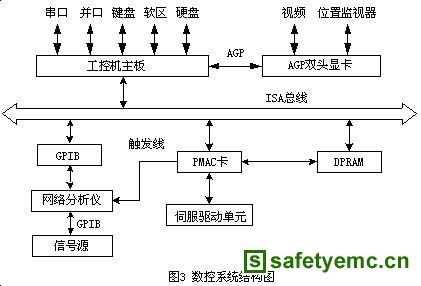 串口 并口 键盘 软区 硬盘 视频 位置监视器
工控机主板 AGP AGP双头显卡
ISA总线
触发线
GPIB PMAC卡 DPRAM
网络分析仪
GPIB 伺服驱动单元
信号源
S safetyemc.cn
图3 数控系统结构图